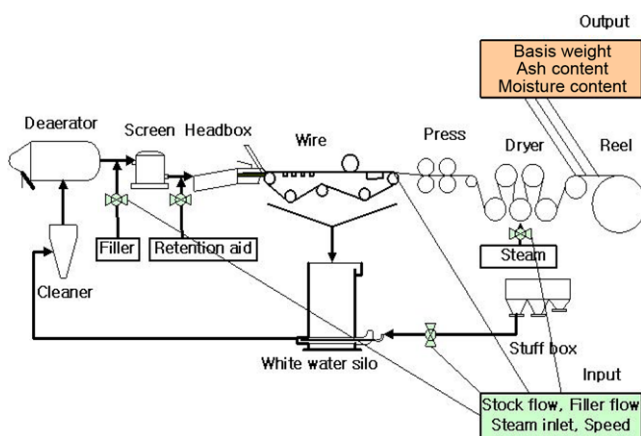 Output
Basis weight
Ash content
Moisture content
Deaerator
Screen
Headbox
Wire
Press
Dryer
Reel
Filler
Retention aid
Steam
Cleaner
White water silo
Stuff box
Input
Stock flow, Filler flow
Steam inlet, Speed